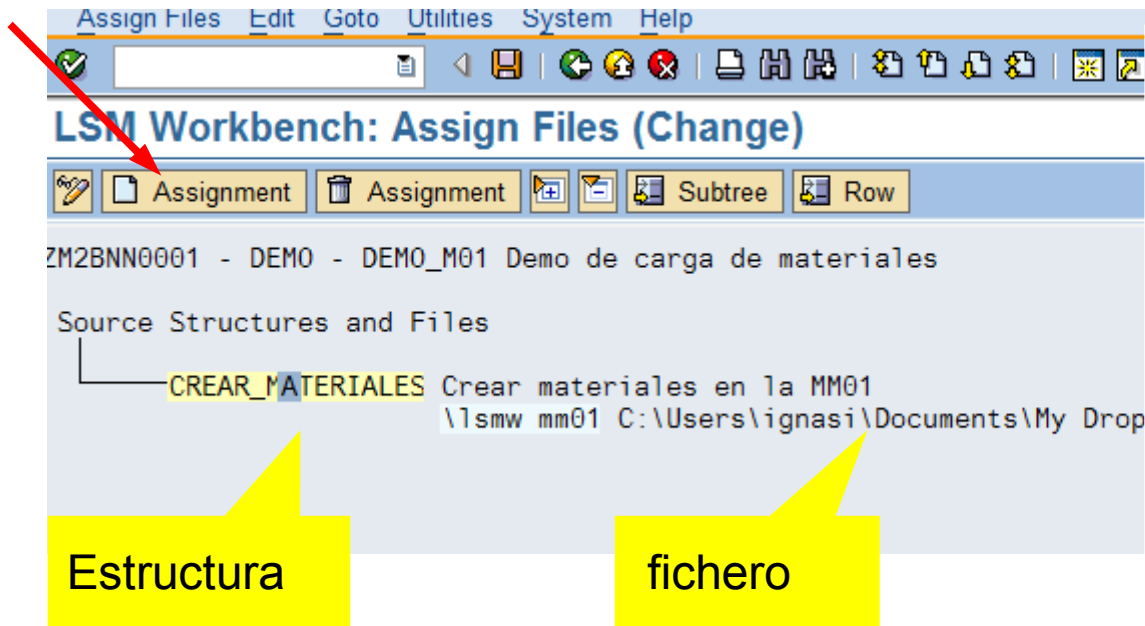 Assign Files Edit Goto Utilities System Help
LSM Workbench: Assign Files (Change)
Assignment Assignment Subtree Row
ZM2BNN0001 - DEMO - DEMO_M01 Demo de carga de materiales
Source Structures and Files
CREAR_MATERIALES Crear materiales en la MM01
\lsmw mm01 C:\Users\ignasi\Documents\My Drop
Estructura fichero